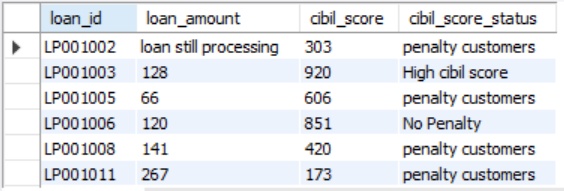 loan_id loan_amount cibil_score cibil_score_status
LP001002 loan still processing 303 penalty customers
LP001003 128 920 High cibil score
LP001005 66 606 penalty customers
LP001006 120 851 No Penalty
LP001008 141 420 penalty customers
LP001011 267 173 penalty customers